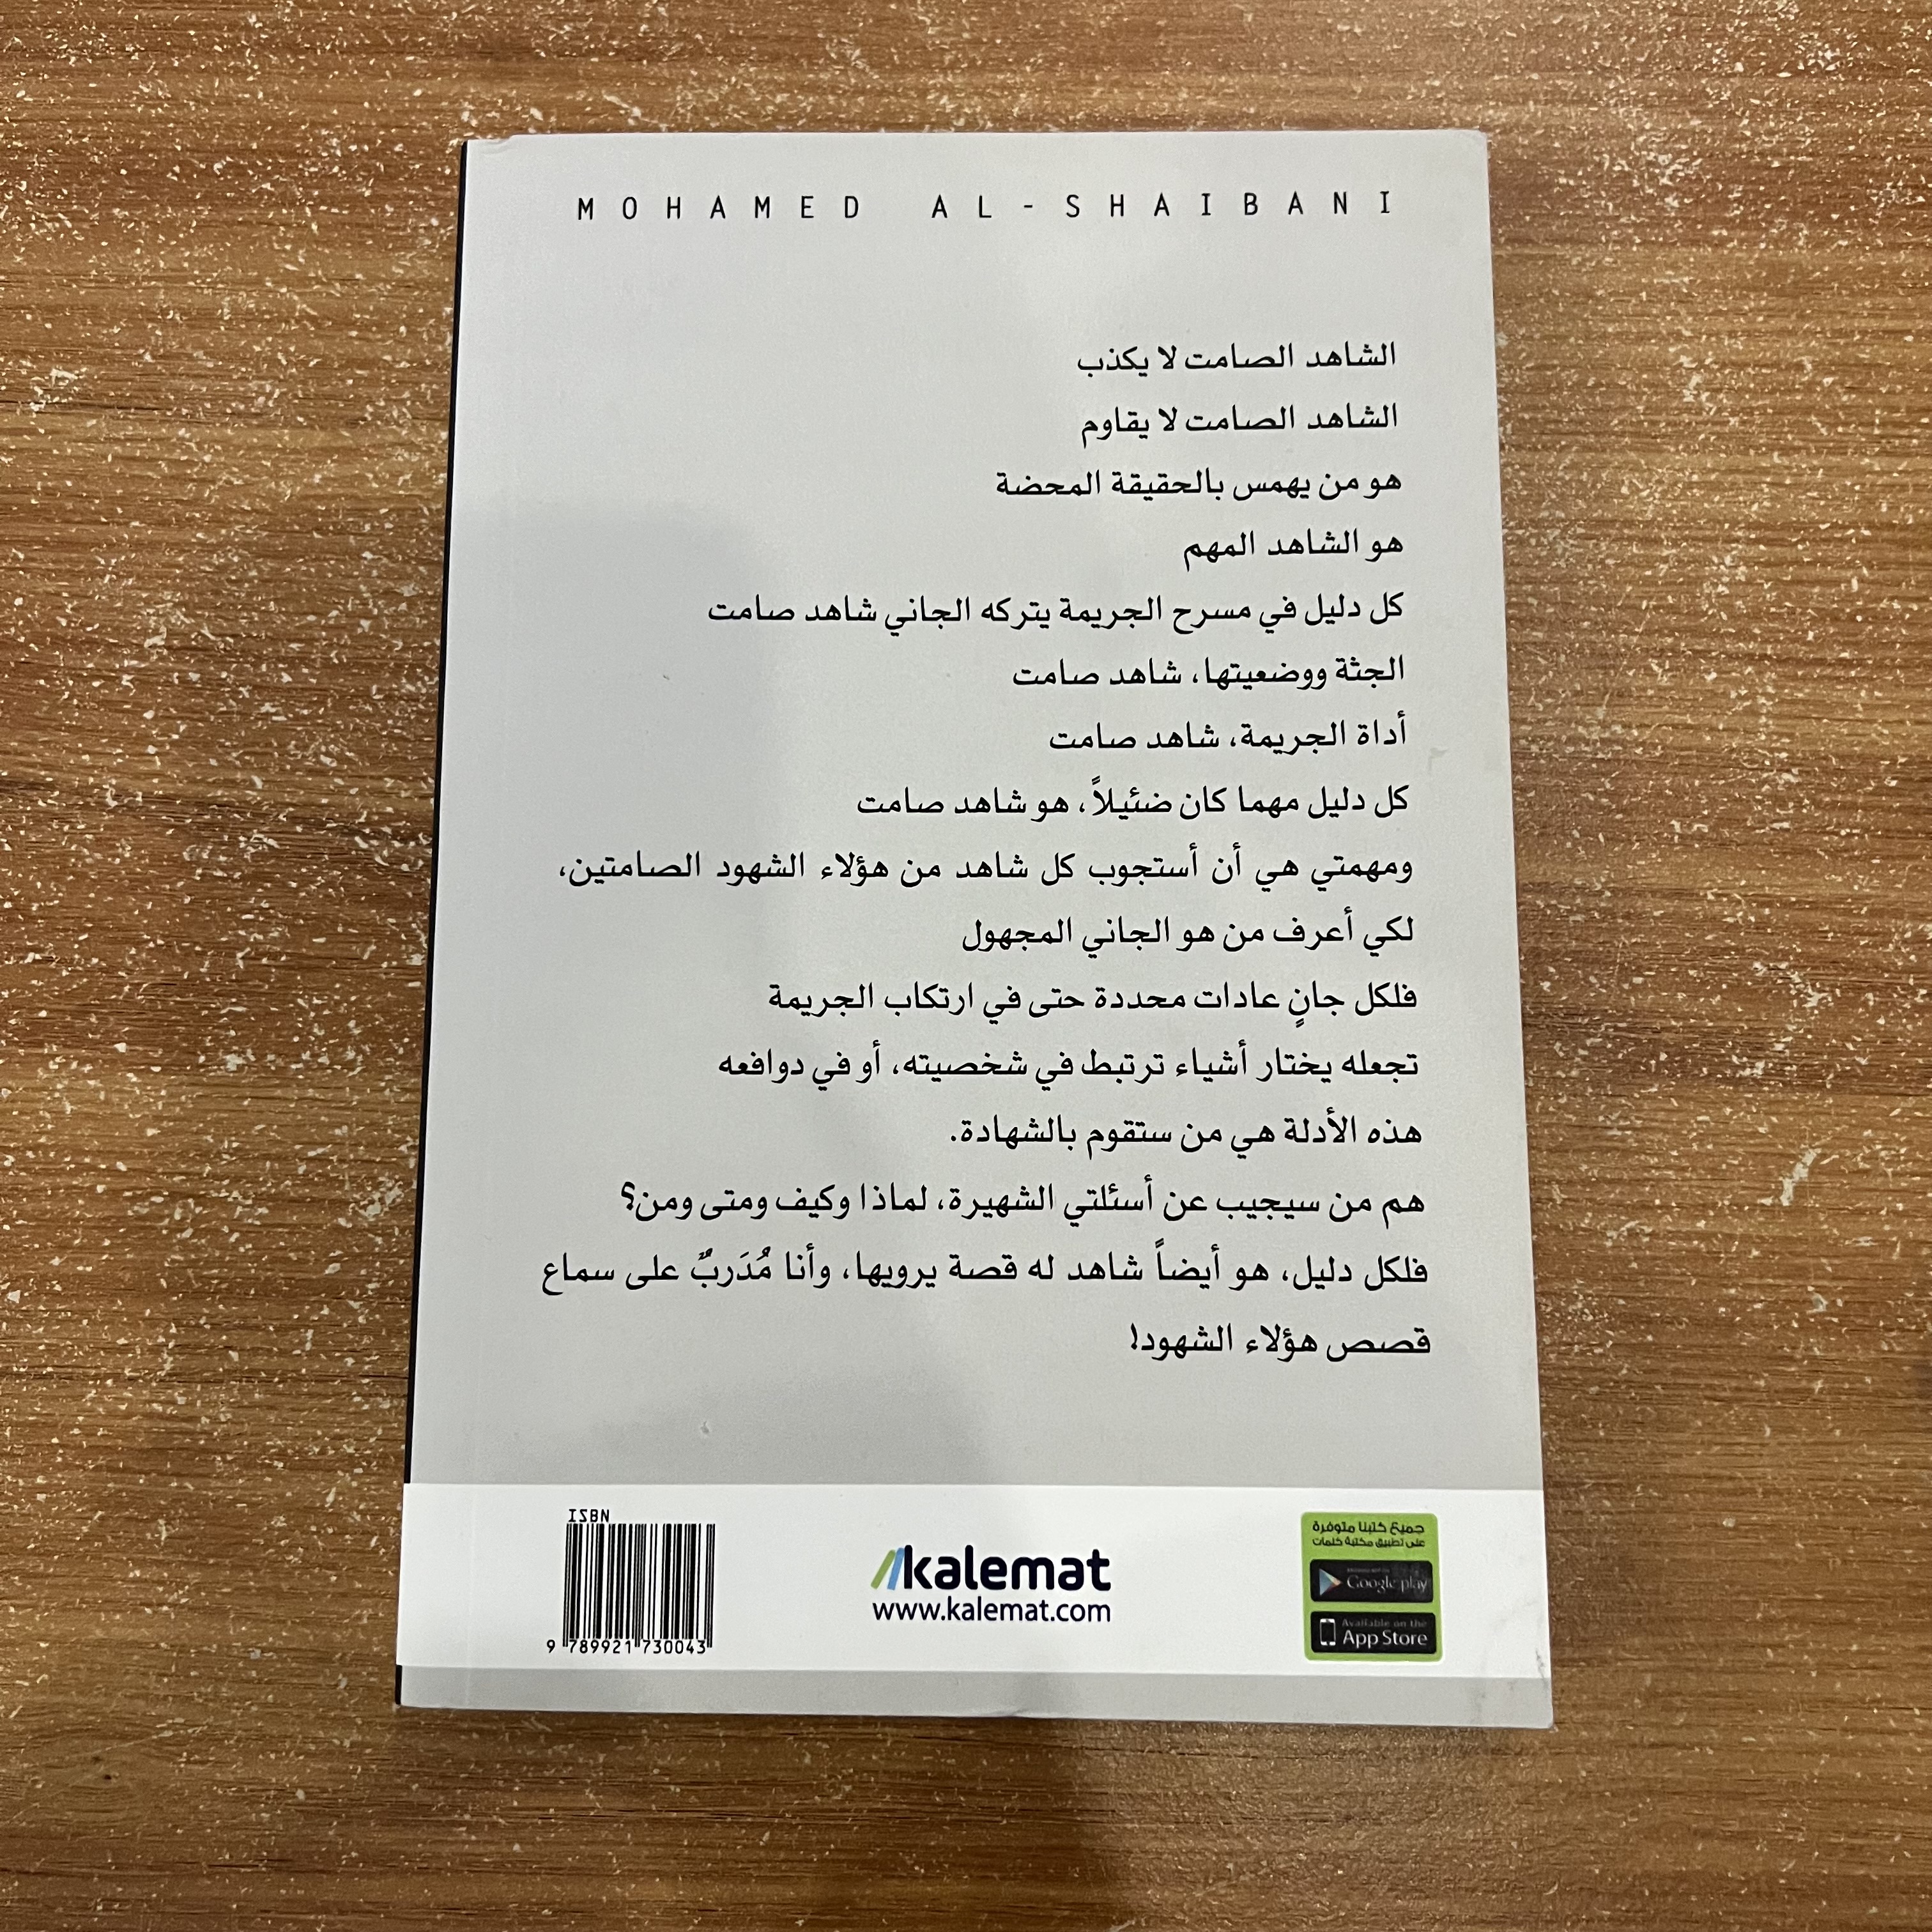 MOHAMED AL-SHAIBANI
الشاهد الصامت لا يكذب
الشاهد الصامت لا يقاوم
هو من يهمس بالحقيقة المحضة
هو الشاهد المهم
كل دليل في مسرح الجريمة يتركه الجاني شاهد صامت
الجثة ووضعيتها، شاهد صامت
أداة الجريمة، شاهد صامت
كل دليل مهما كان ضئيلاً، هو شاهد صامت
ومهمتي هي أن أستجوب كل شاهد من هؤلاء الشهود الصامتين،
لكي أعرف من هو الجاني المجهول
فلكل جانٍ عادات محددة حتى في ارتكاب الجريمة
تجعله يختار أشياء ترتبط في شخصيته، أو في دوافعه
هذه الأدلة هي من ستقوم بالشهادة.
هم من سيجيب عن أسئلتي الشهيرة، لماذا وكيف ومتى ومن؟
فلكل دليل، هو أيضاً شاهد له قصة يرويها، وأنا مُدَربٌ على سماع
قصص هؤلاء الشهود!
ISBN
9 789921 730043
kalemat
www.kalemat.com
جميع كتبنا متوفرة
على تطبيق مكتبة كلمات
Google play
Available on the
App Store